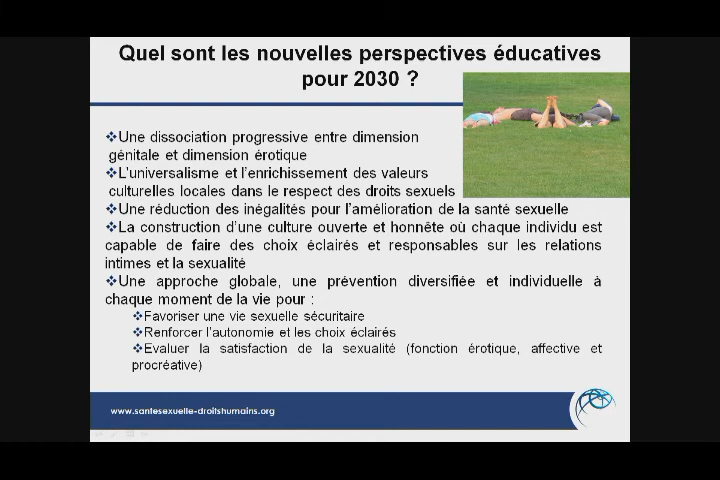 Quel sont les nouvelles perspectives éducatives
pour 2030 ?
❖Une dissociation progressive entre dimension
génitale et dimension érotique
❖L'universalisme et l'enrichissement des valeurs
culturelles locales dans le respect des droits sexuels
❖Une réduction des inégalités pour l'amélioration de la santé sexuelle
❖La construction d'une culture ouverte et honnête où chaque individu est
capable de faire des choix éclairés et responsables sur les relations
intimes et la sexualité
❖Une approche globale, une prévention diversifiée et individuelle à
chaque moment de la vie pour :
❖Favoriser une vie sexuelle sécuritaire
❖Renforcer l'autonomie et les choix éclairés
❖Evaluer la satisfaction de la sexualité (fonction érotique, affective et
procréative)
www.santesexuelle-droitshumains.org